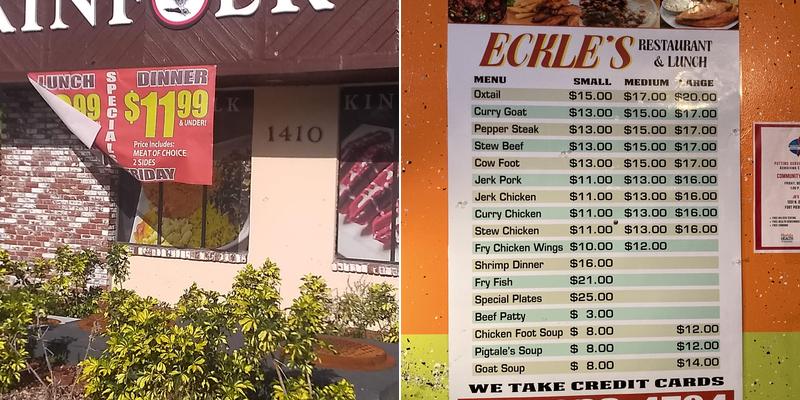 LUNCH
99
SPECIAL
DINNER
$11.99
& UNDER!
Price Includes:
MEAT OF CHOICE
2 SIDES
RIDAY
1410
KIN
ECKLE'S RESTAURANT
& LUNCH
MENU SMALL MEDIUM LARGE
Oxtail $15.00 $17.00 $20.00
Curry Goat $13.00 $15.00 $17.00
Pepper Steak $13.00 $15.00 $17.00
Stew Beef $13.00 $15.00 $17.00
Cow Foot $13.00 $15.00 $17.00
Jerk Pork $11.00 $13.00 $16.00
Jerk Chicken $11.00 $13.00 $16.00
Curry Chicken $11.00 $13.00 $16.00
Stew Chicken $11.00 $13.00 $16.00
Fry Chicken Wings $10.00 $12.00
Shrimp Dinner $16.00
Fry Fish $21.00
Special Plates $25.00
Beef Patty $ 3.00
Chicken Foot Soup $ 8.00 $12.00
Pigtale's Soup $ 8.00 $12.00
Goat Soup $ 8.00 $14.00
WE TAKE CREDIT CARDS